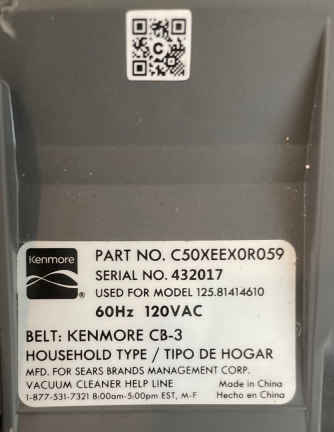 C
Kenmore
®
PART NO. C50XEEX0R059
SERIAL NO. 432017
USED FOR MODEL 125.81414610
60Hz 120VAC
BELT: KENMORE CB-3
HOUSEHOLD TYPE / TIPO DE HOGAR
MFD. FOR SEARS BRANDS MANAGEMENT CORP.
VACUUM CLEANER HELP LINE Made in China
1-877-531-7321 8:00am-5:00pm EST, M-F Hecho en China